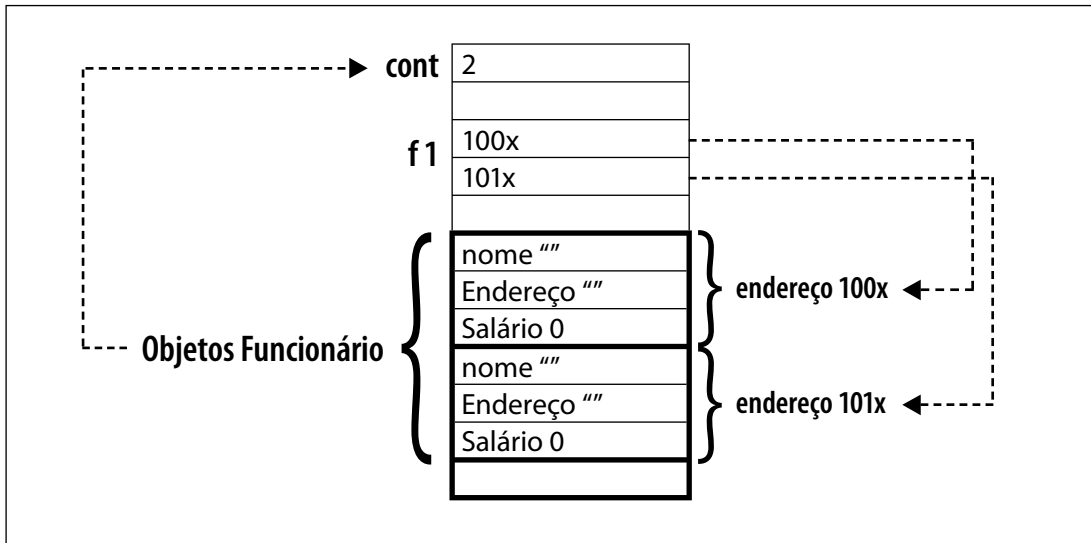 cont 2
f1 100x
101x
nome “”
Endereço “”
Salário 0
endereço 100x
Objetos Funcionário
nome “”
Endereço “”
Salário 0
endereço 101x